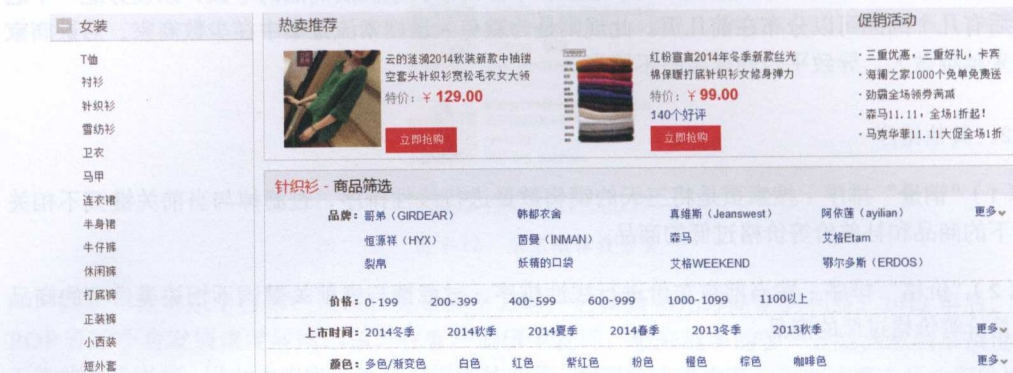 女装
T恤
衬衫
针织衫
雪纺衫
卫衣
马甲
连衣裙
半身裙
牛仔裤
休闲裤
打底裤
正装裤
小西装
短外套
热卖推荐
云的涟漪2014秋装新款中袖镂
空套头针织衫宽松毛衣女大领
特价：￥129.00
立即抢购
红粉宣言2014年冬季新款丝光
棉保暖打底针织衫女修身弹力
特价：￥99.00
140个好评
立即抢购
促销活动
· 三重优惠，三重好礼，卡宾
· 海澜之家1000个免单免费送
· 劲霸全场领券满减
· 森马11.11，全场1折起！
· 马克华菲11.11大促全场1折
针织衫 - 商品筛选
品牌：哥弟（GIRDEAR） 韩都衣舍 真维斯（Jeanswest） 阿依莲（ayilian） 更多
恒源祥（HYX） 茵曼（INMAN） 森马 艾格Etam
裂帛 妖精的口袋 艾格WEEKEND 鄂尔多斯（ERDOS）
价格：0-199 200-399 400-599 600-999 1000-1099 1100以上
上市时间：2014冬季 2014秋季 2014夏季 2014春季 2013冬季 2013秋季 更多
颜色：多色/渐变色 白色 红色 紫红色 粉色 橙色 棕色 咖啡色 更多